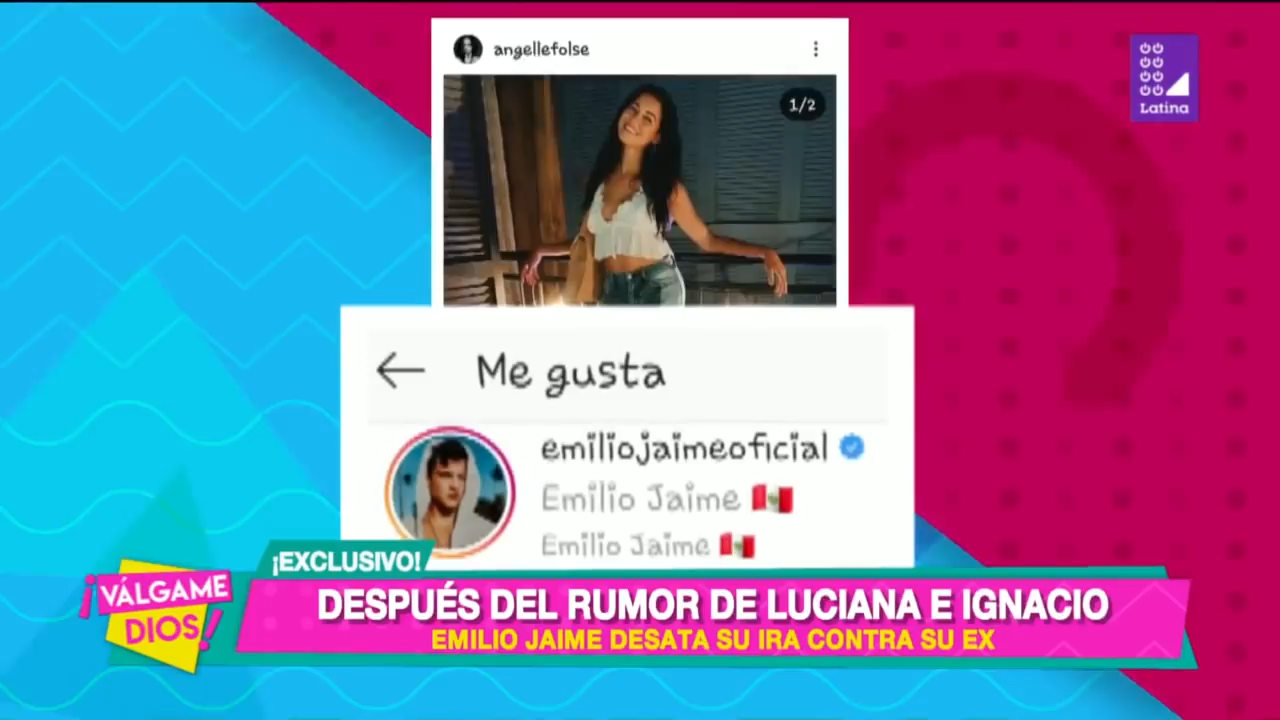 angellefolse
1/2
Latina
Me gusta
emiliojaimeoficial
Emilio Jaime
Emilio Jaime
¡EXCLUSIVO!
¡VÁLGAME
DIOS!
DESPUÉS DEL RUMOR DE LUCIANA E IGNACIO
EMILIO JAIME DESATA SU IRA CONTRA SU EX